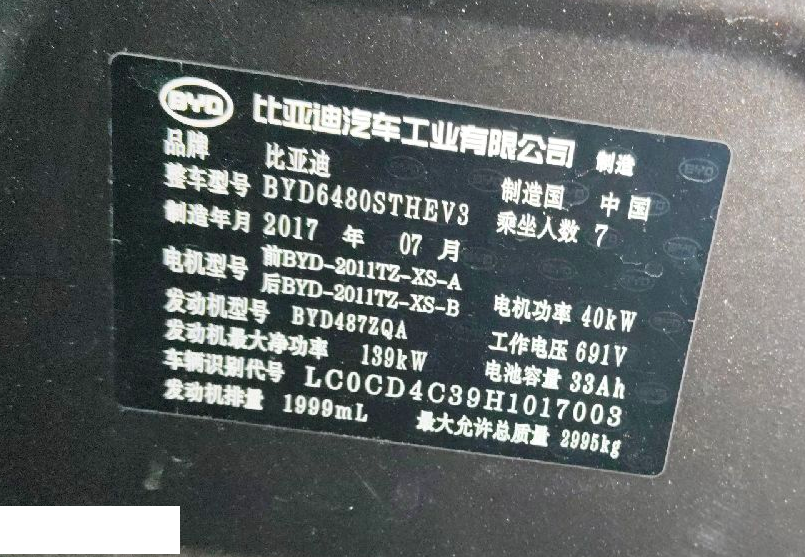 BYD 比亚迪汽车工业有限公司 制造
品牌 比亚迪 制造国 中国
整车型号 BYD6480STHEV3 乘坐人数 7
制造年月 2017 年 07 月
电机型号 前BYD-2011TZ-XS-A
后BYD-2011TZ-XS-B 电机功率 40kW
发动机型号 BYD487ZQA 工作电压 691V
发动机最大净功率 139kW 电池容量 33Ah
车辆识别代号 LC0CD4C39H1017003
发动机排量 1999mL 最大允许总质量 2995kg